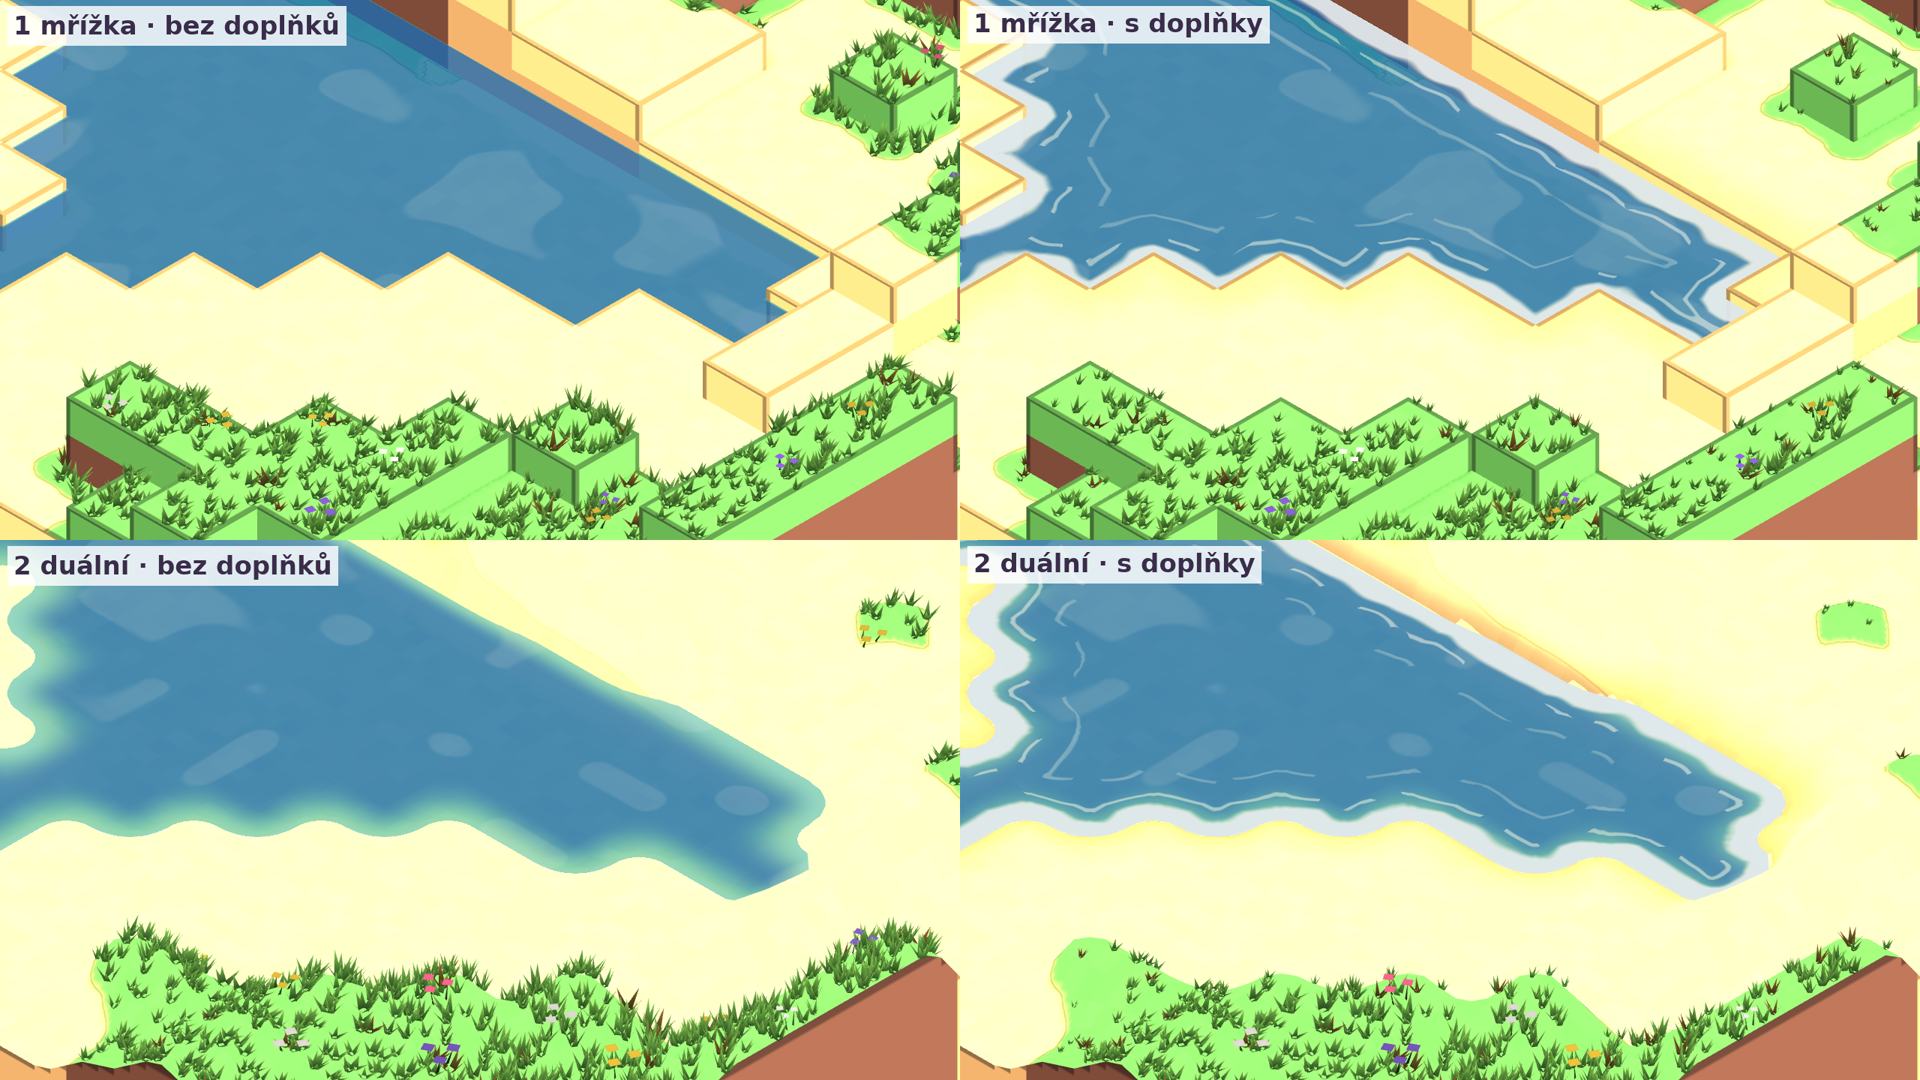 1 mřížka · bez doplňků
1 mřížka · s doplňky
2 duální · bez doplňků
2 duální · s doplňky